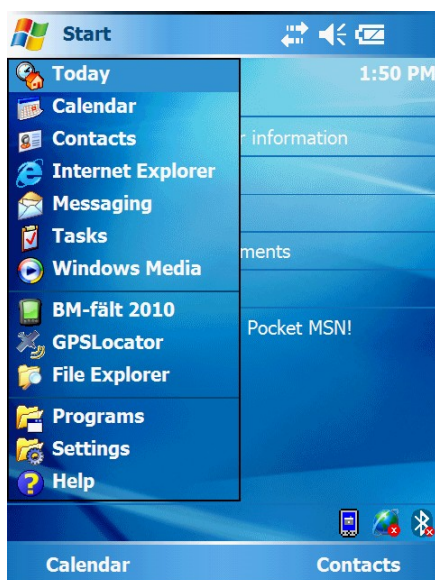 Start
Today
1:50 PM
Calendar
Contacts
r information
Internet Explorer
Messaging
Tasks
ments
Windows Media
BM-fält 2010
Pocket MSN!
GPSLocator
File Explorer
Programs
Settings
Help
Calendar
Contacts